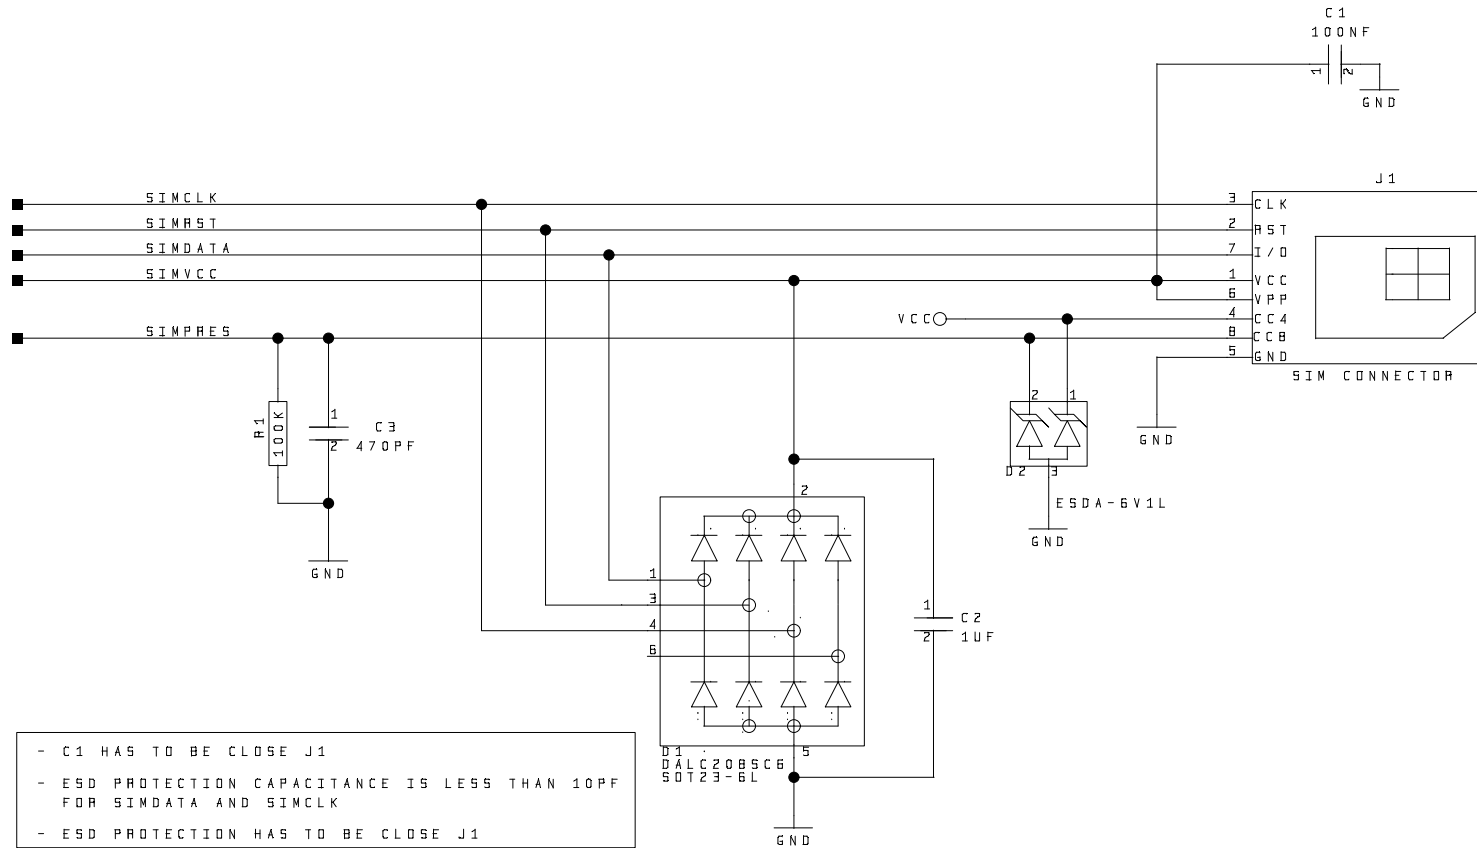 C1
100NF
1
2
GND
J1
SIMCLK
3
CLK
SIMRST
2
RST
SIMDATA
7
I/O
SIMVCC
1
VCC
6
VPP
VCC
4
CC4
SIMPRES
8
CC8
5
GND
SIM CONNECTOR
R1
100K
1
2
C3
470PF
GND
2
1
D2
3
ESDA-6V1L
GND
GND
2
1
3
4
6
1
2
C2
1UF
D1
5
DALC208SC6
SOT23-6L
GND
- C1 HAS TO BE CLOSE J1
- ESD PROTECTION CAPACITANCE IS LESS THAN 10PF
FOR SIMDATA AND SIMCLK
- ESD PROTECTION HAS TO BE CLOSE J1